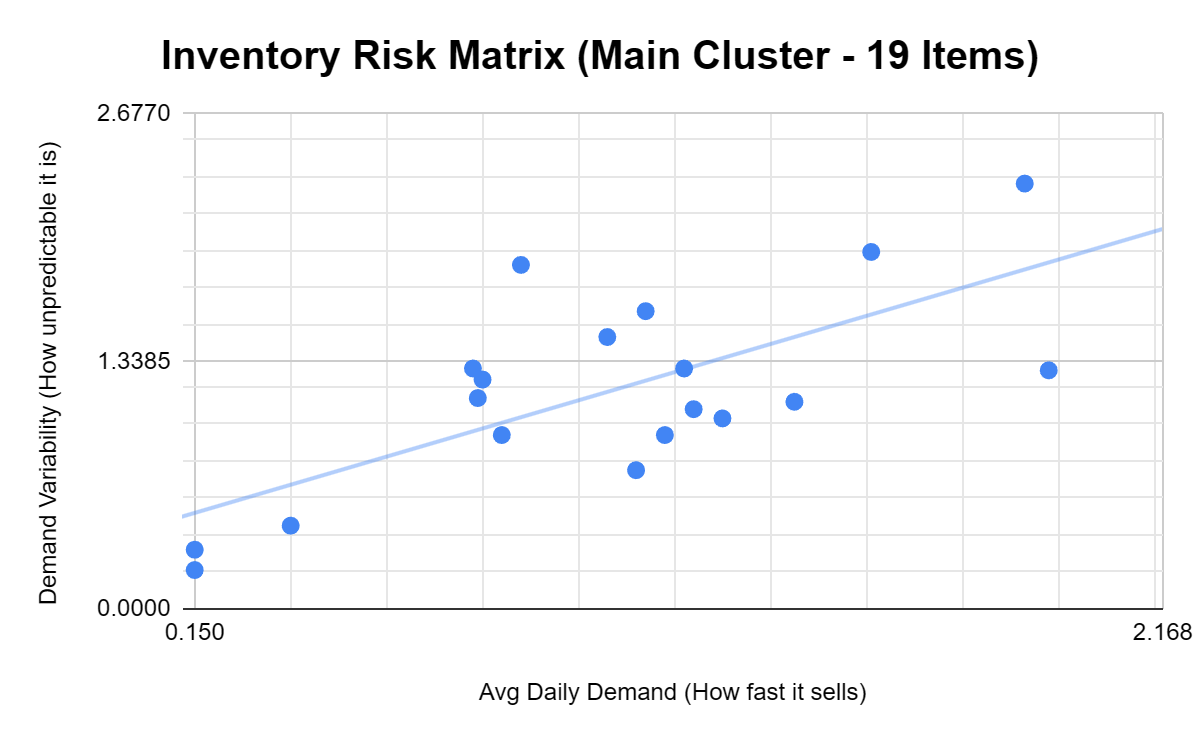 Inventory Risk Matrix (Main Cluster - 19 Items)
2.6770
1.3385
0.0000
Demand Variability (How unpredictable it is)
0.150
2.168
Avg Daily Demand (How fast it sells)